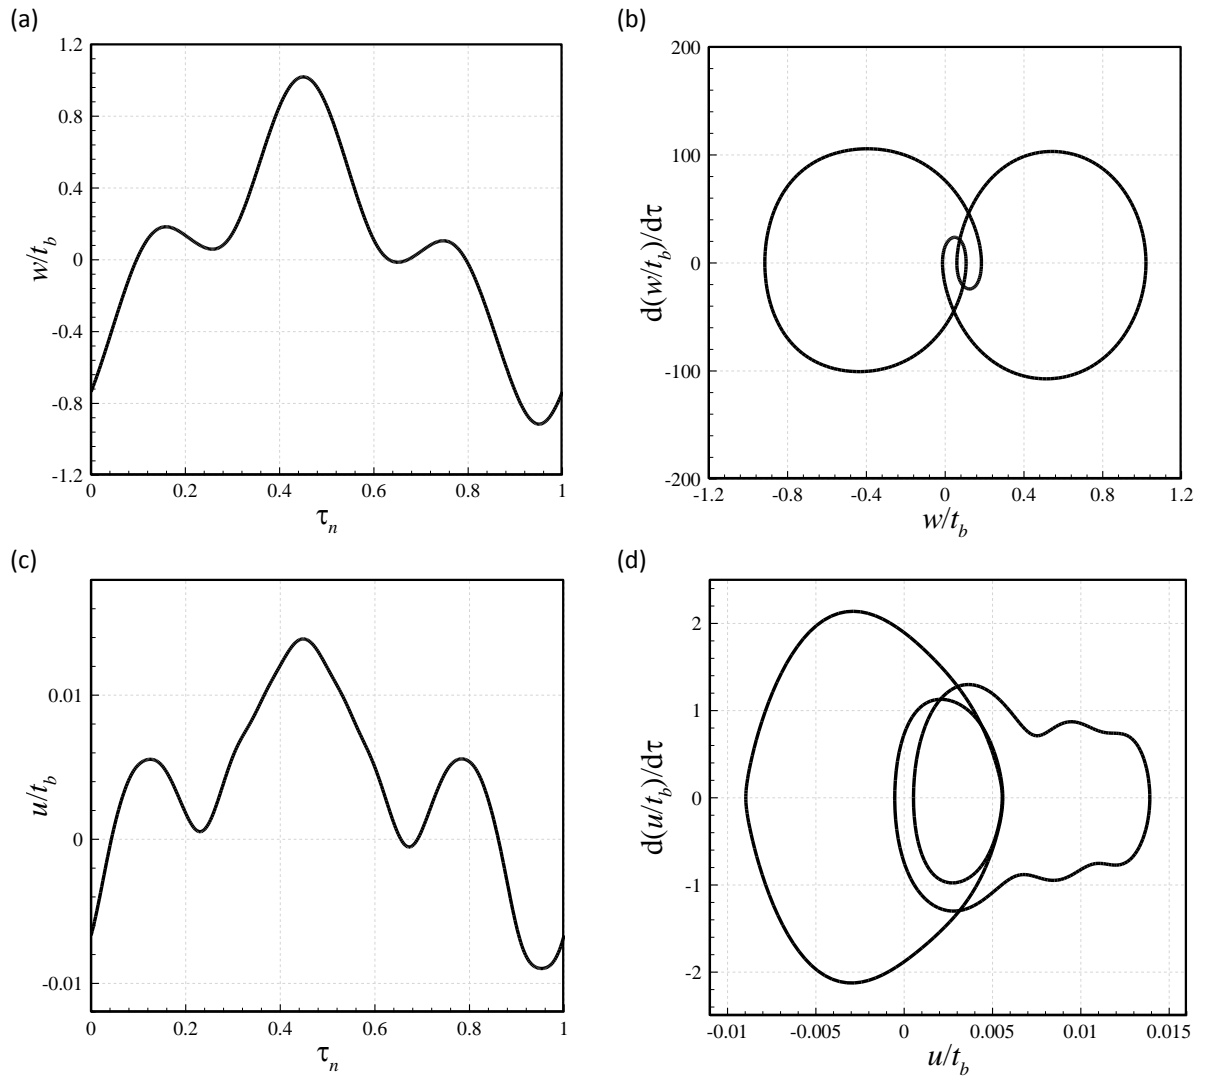 (a)
1.2
0.8
0.4
0
-0.4
-0.8
-1.2
w/t_b
0 0.2 0.4 0.6 0.8 1
τ_n
(b)
200
100
0
-100
-200
d(w/t_b)/dτ
-1.2 -0.8 -0.4 0 0.4 0.8 1.2
w/t_b
(c)
0.01
0
-0.01
u/t_b
0 0.2 0.4 0.6 0.8 1
τ_n
(d)
2
1
0
-1
-2
d(u/t_b)/dτ
-0.01 -0.005 0 0.005 0.01 0.015
u/t_b